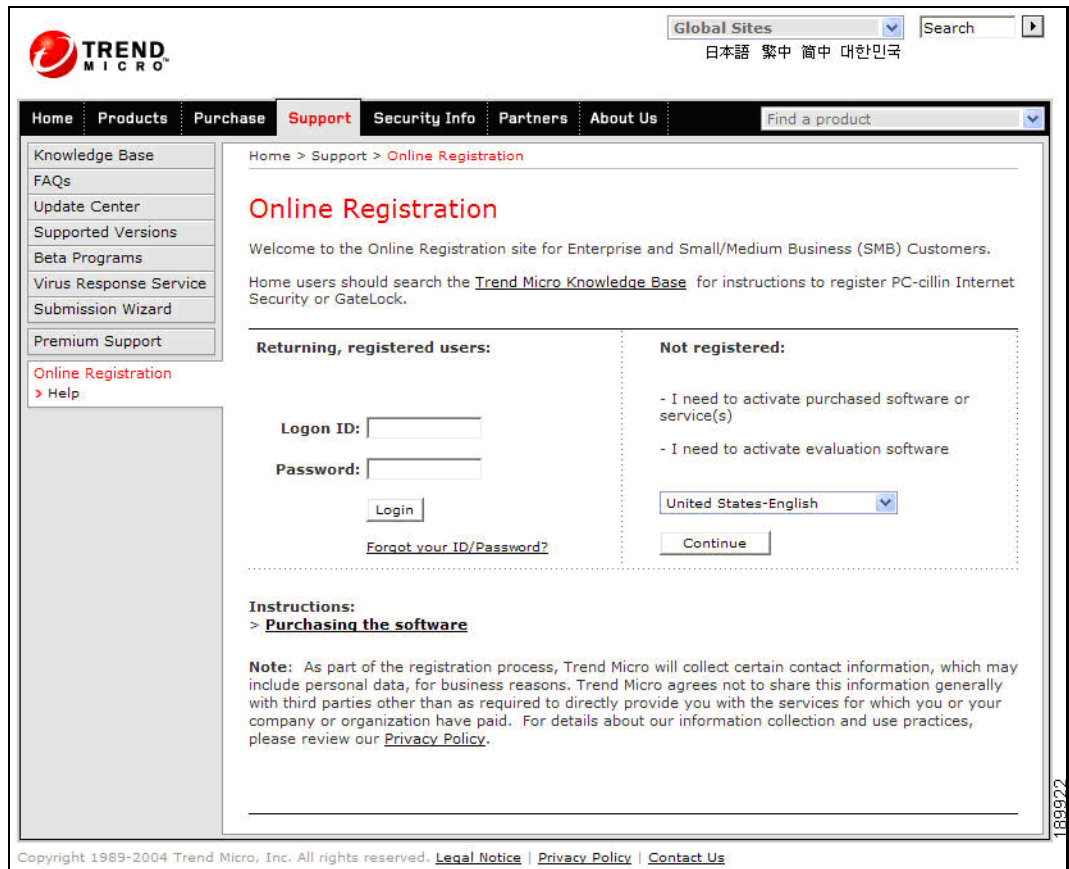 Global Sites
Search
日本語 繁中 简中 대한민국
TREND
MICRO™
Home Products Purchase Support Security Info Partners About Us
Find a product
Knowledge Base
FAQs
Update Center
Supported Versions
Beta Programs
Virus Response Service
Submission Wizard
Premium Support
Online Registration
> Help
Home > Support > Online Registration
Online Registration
Welcome to the Online Registration site for Enterprise and Small/Medium Business (SMB) Customers.
Home users should search the Trend Micro Knowledge Base for instructions to register PC-cillin Internet
Security or GateLock.
Returning, registered users:
Logon ID:
Password:
Login
Forgot your ID/Password?
Not registered:
- I need to activate purchased software or
service(s)
- I need to activate evaluation software
United States-English
Continue
Instructions:
> Purchasing the software
Note: As part of the registration process, Trend Micro will collect certain contact information, which may
include personal data, for business reasons. Trend Micro agrees not to share this information generally
with third parties other than as required to directly provide you with the services for which you or your
company or organization have paid. For details about our information collection and use practices,
please review our Privacy Policy.
189922
Copyright 1989-2004 Trend Micro, Inc. All rights reserved. Legal Notice | Privacy Policy | Contact Us